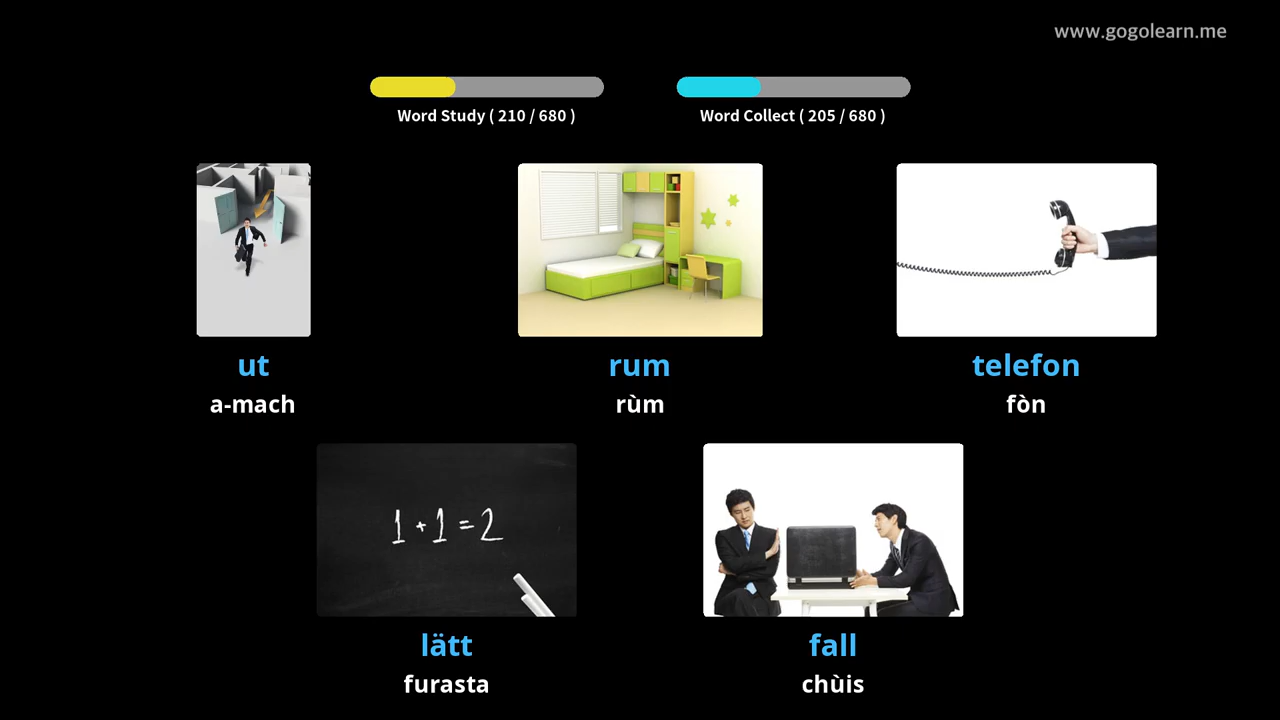 www.gogolearn.me
Word Study ( 210 / 680 )
Word Collect ( 205 / 680 )
ut
a-mach
rum
rùm
telefon
fòn
1 + 1 = 2
lätt
furasta
fall
chùis